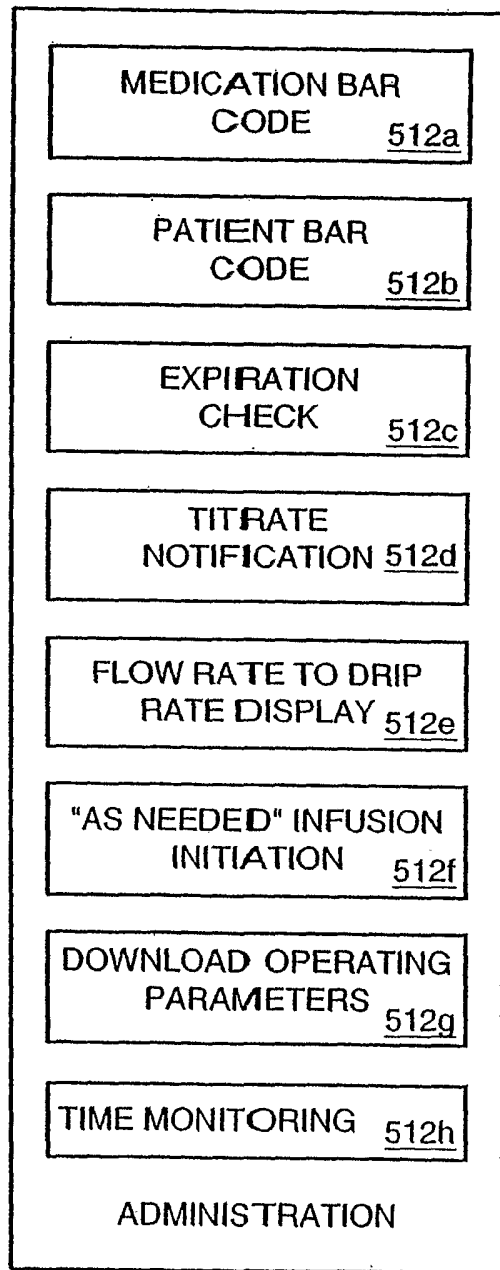 MEDICATION BAR
CODE 512a
PATIENT BAR
CODE 512b
EXPIRATION
CHECK 512c
TITRATE
NOTIFICATION 512d
FLOW RATE TO DRIP
RATE DISPLAY 512e
"AS NEEDED" INFUSION
INITIATION 512f
DOWNLOAD OPERATING
PARAMETERS 512g
TIME MONITORING 512h
ADMINISTRATION